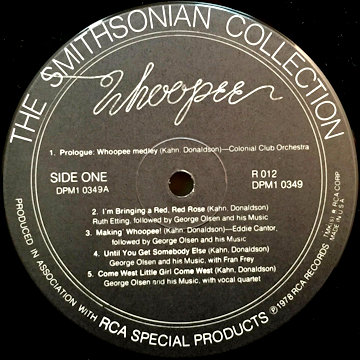 THE SMITHSONIAN COLLECTION
Whoopee
1. Prologue: Whoopee medley (Kahn. Donaldson)—Colonial Club Orchestra
SIDE ONE
DPM1 0349A
R 012
DPM1 0349
2. I'm Bringing a Red, Red Rose (Kahn. Donaldson)
Ruth Etting, followed by George Olsen and his Music
3. Making' Whoopee! (Kahn. Donaldson)—Eddie Cantor,
followed by George Olsen and his Music
4. Until You Get Somebody Else (Kahn. Donaldson)
George Olsen and his Music, with Fran Frey
5. Come West Little Girl Come West (Kahn. Donaldson)
George Olsen and his Music, with vocal quartet
PRODUCED IN ASSOCIATION WITH RCA SPECIAL PRODUCTS
℗ © 1978 RCA RECORDS
TMK(S) ® RCA CORP.
MADE IN U.S.A.